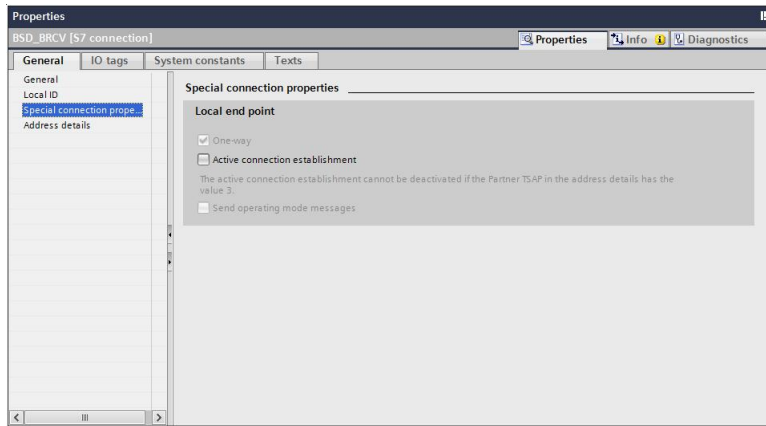 Properties
BSD_BRCV [S7 connection]
Properties
Info
Diagnostics
General
IO tags
System constants
Texts
General
Local ID
Special connection prope...
Address details
Special connection properties
Local end point
One-way
Active connection establishment
The active connection establishment cannot be deactivated if the Partner TSAP in the address details has the
value 3.
Send operating mode messages